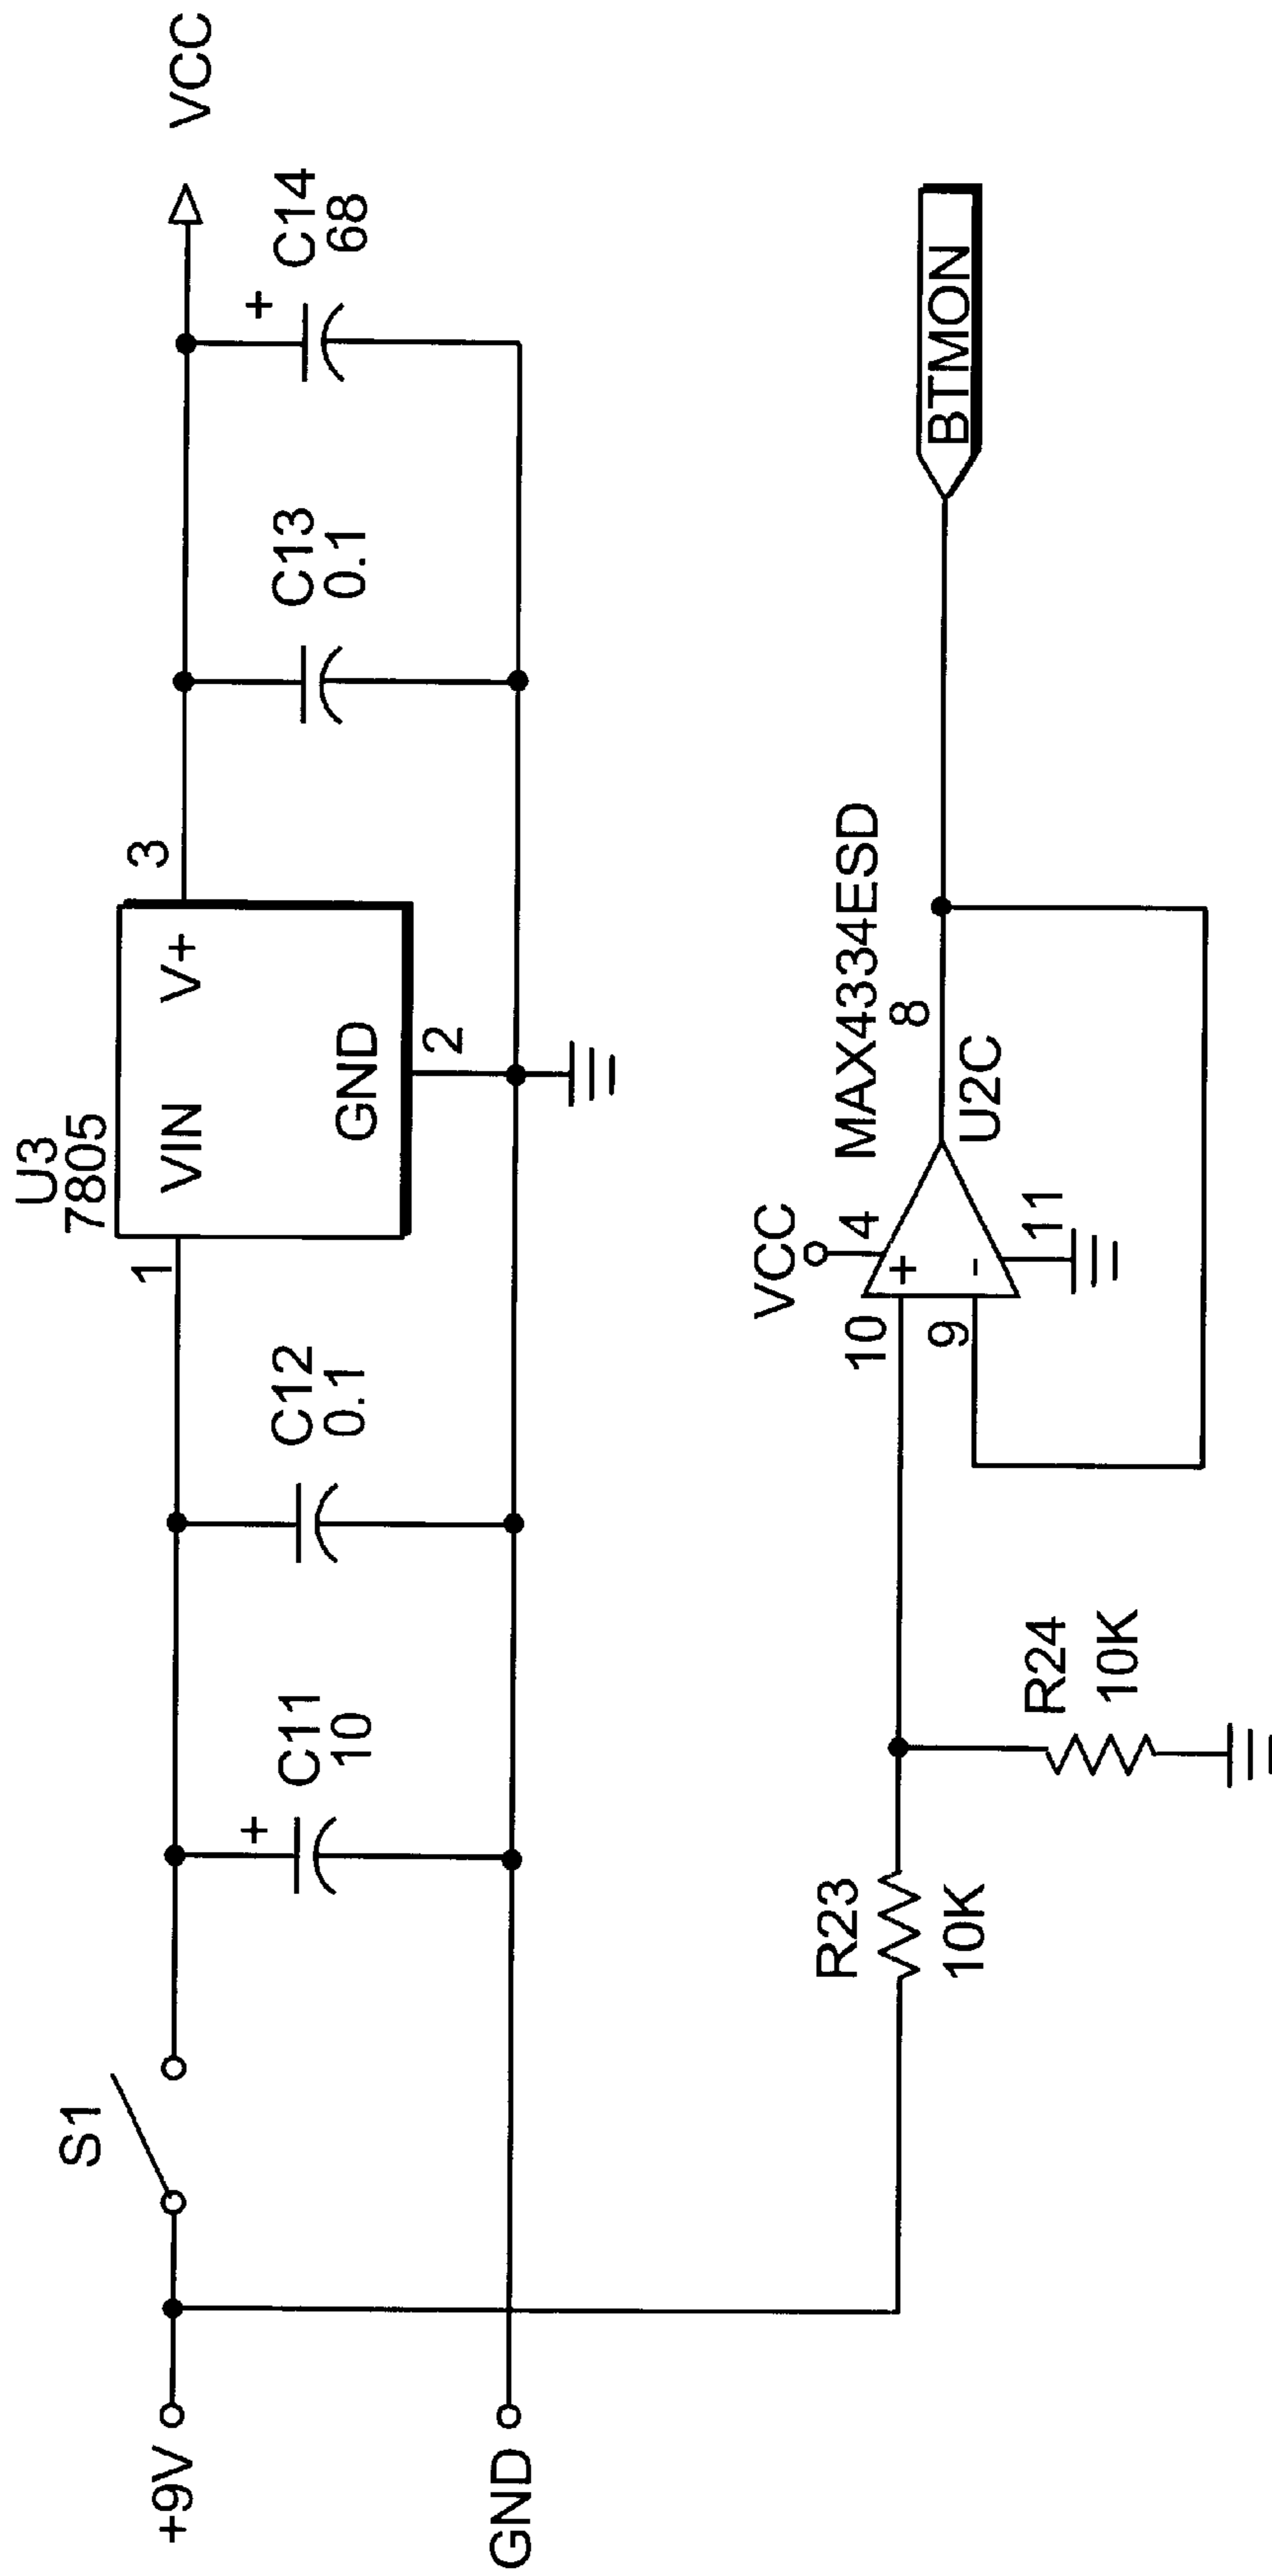 U3
7805
S1
+9V
VIN
V+
GND
1
3
2
VCC
C11
10
+
C12
0.1
C13
0.1
C14
68
+
GND
VCC
4
MAX4334ESD
10
+
8
BTMON
9
-
U2C
11
R23
10K
R24
10K